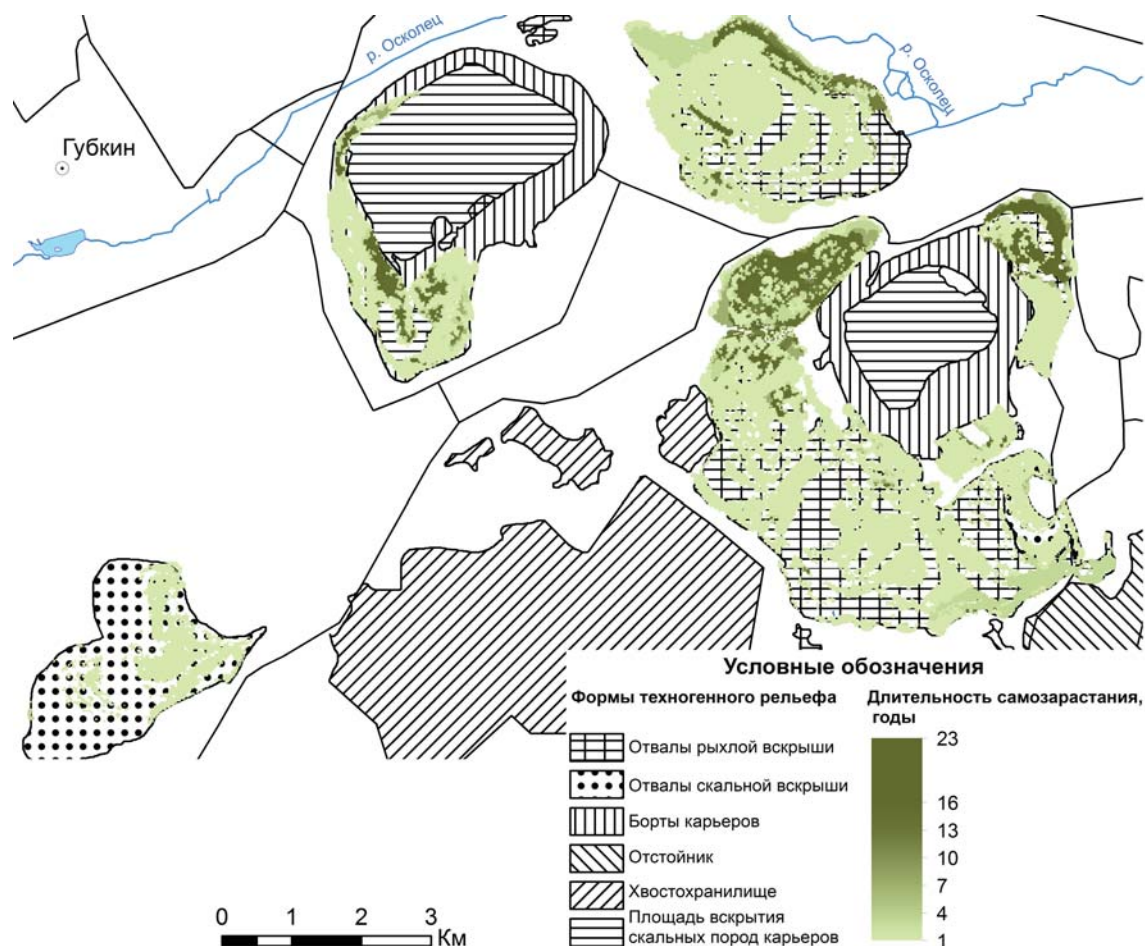 р. Осколец
р. Осколец
Губкин
Условные обозначения
Формы техногенного рельефа
Отвалы рыхлой вскрыши
Отвалы скальной вскрыши
Борты карьеров
Отстойник
Хвостохранилище
Площадь вскрытия
скальных пород карьеров
Длительность самозарастания,
годы
23
16
13
10
7
4
1
0 1 2 3
Км